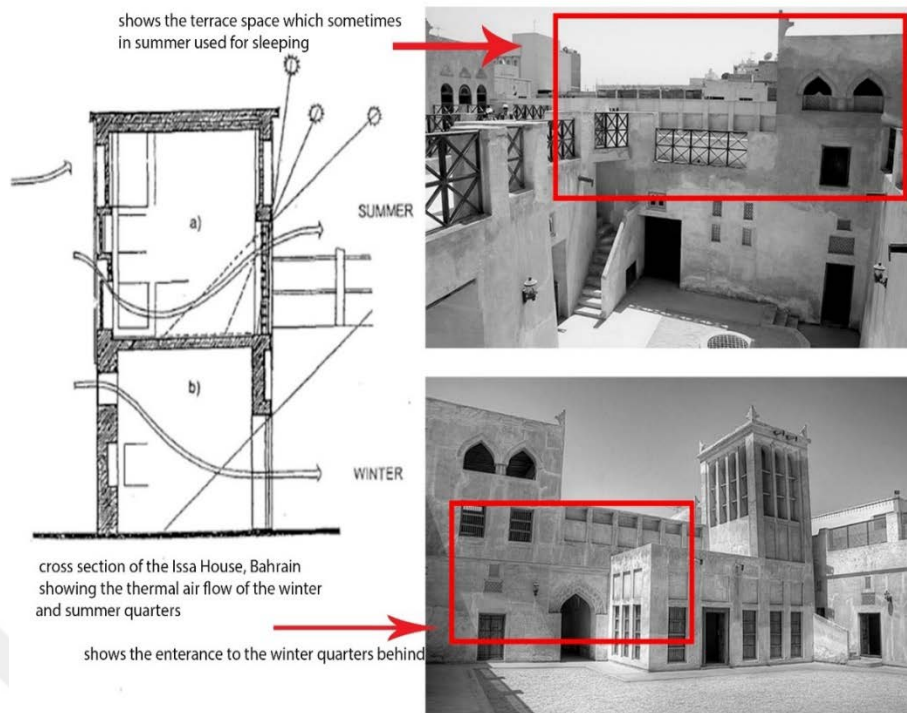 shows the terrace space which sometimes
in summer used for sleeping
a)
SUMMER
b)
WINTER
cross section of the Issa House, Bahrain
showing the thermal air flow of the winter
and summer quarters
shows the enterance to the winter quarters behind